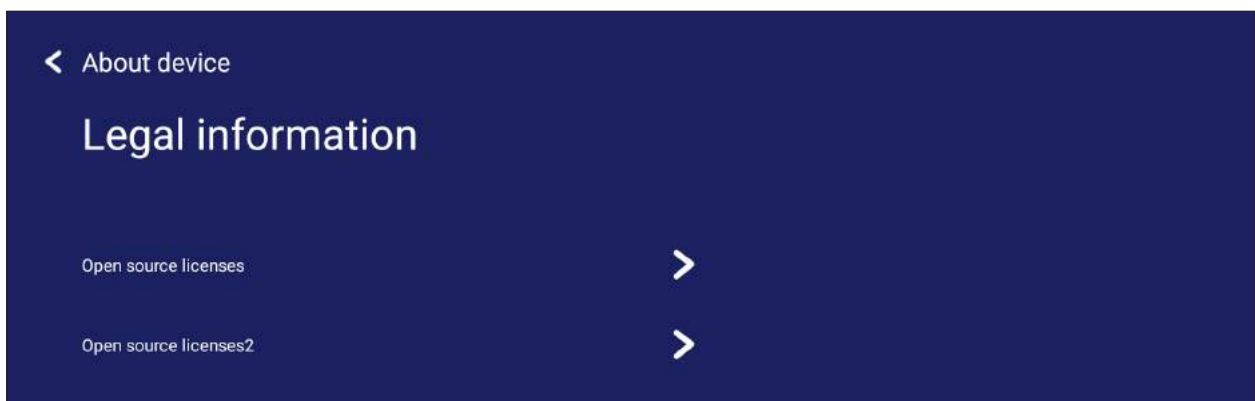 About device
Legal information
Open source licenses
Open source licenses2